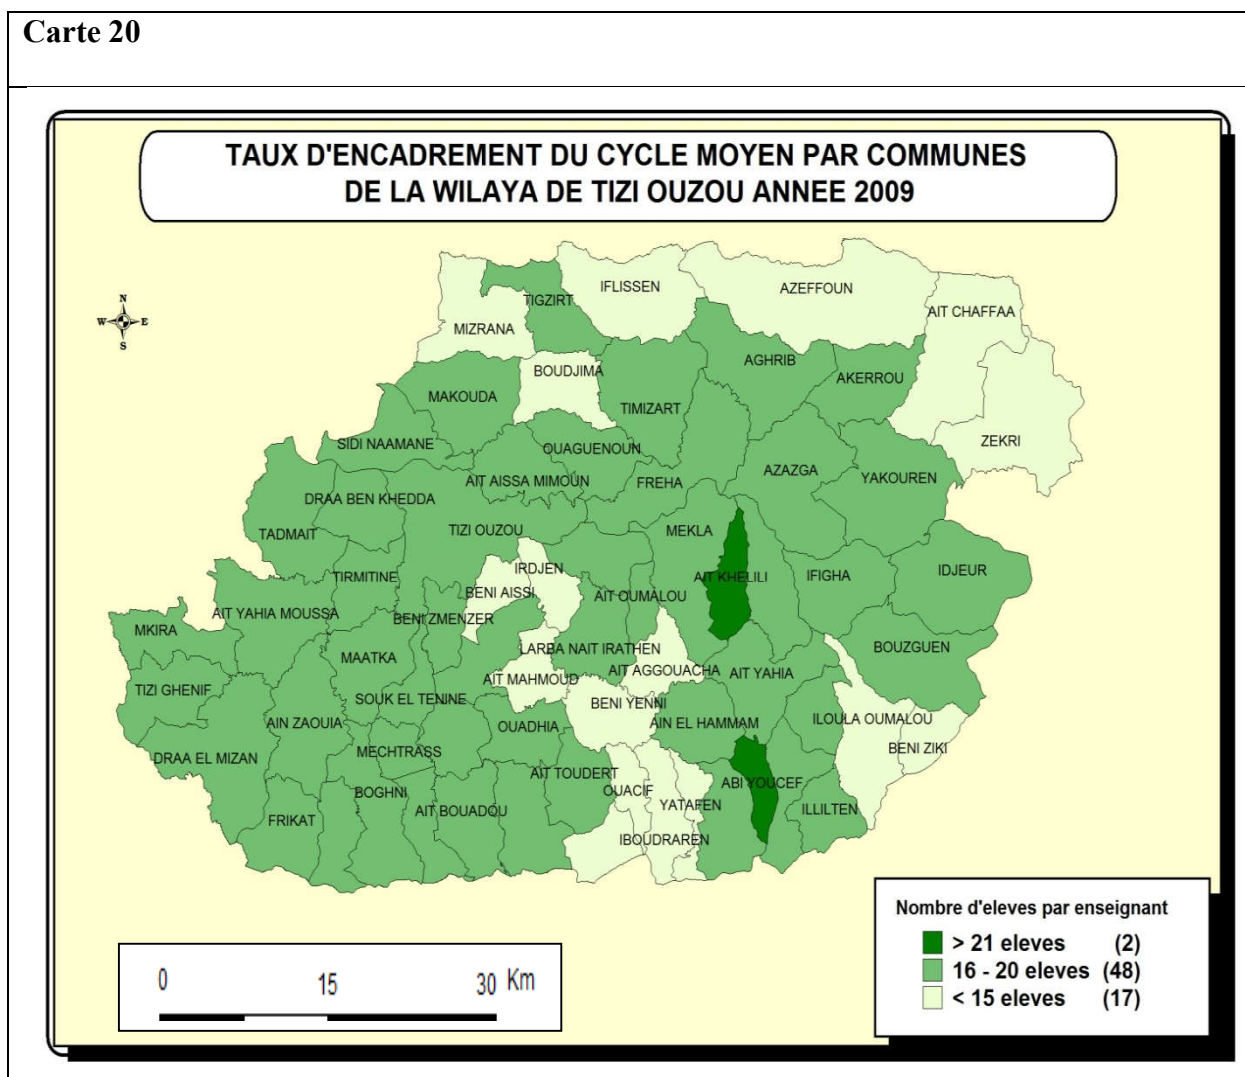 Carte 20
TAUX D'ENCADREMENT DU CYCLE MOYEN PAR COMMUNES
DE LA WILAYA DE TIZI OUZOU ANNEE 2009
N
W E
S
IFLISSEN
AZEFFOUN
TIGZIRT
AIT CHAFFAA
MIZRANA
AGHRIB
BOUDJIMA
AKERROU
MAKOUDA
TIMIZART
ZEKRI
SIDI NAAMANE
OUAGUENOUN
AZAZGA
YAKOUREN
AIT AISSA MIMOUN
FREHA
DRAA BEN KHEDDA
TADMAIT
TIZI OUZOU
MEKLA
IRDJEN
IDJEUR
TIRMITINE
AIT KHELILI
IFIGHA
BENI AISSI
AIT OUMALOU
AIT YAHIA MOUSSA
BENI ZMENZER
MKIRA
LARBA NAIT IRATHEN
BOUZGUEN
MAATKA
AIT AGGOUACHA
AIT YAHIA
AIT MAHMOUD
TIZI GHENIF
SOUK EL TENINE
BENI YENNI
AIN ZAOUIA
OUADHIA
AIN EL HAMMAM
ILOULA OUMALOU
MECHTRASS
BENI ZIKI
DRAA EL MIZAN
AIT TOUDERT
ABI YOUCEF
BOGHNI
OUACIF
YATAFEN
AIT BOUADOU
ILLILTEN
FRIKAT
IBOUDRAREN
Nombre d'eleves par enseignant
> 21 eleves (2)
16 - 20 eleves (48)
< 15 eleves (17)
0 15 30 Km